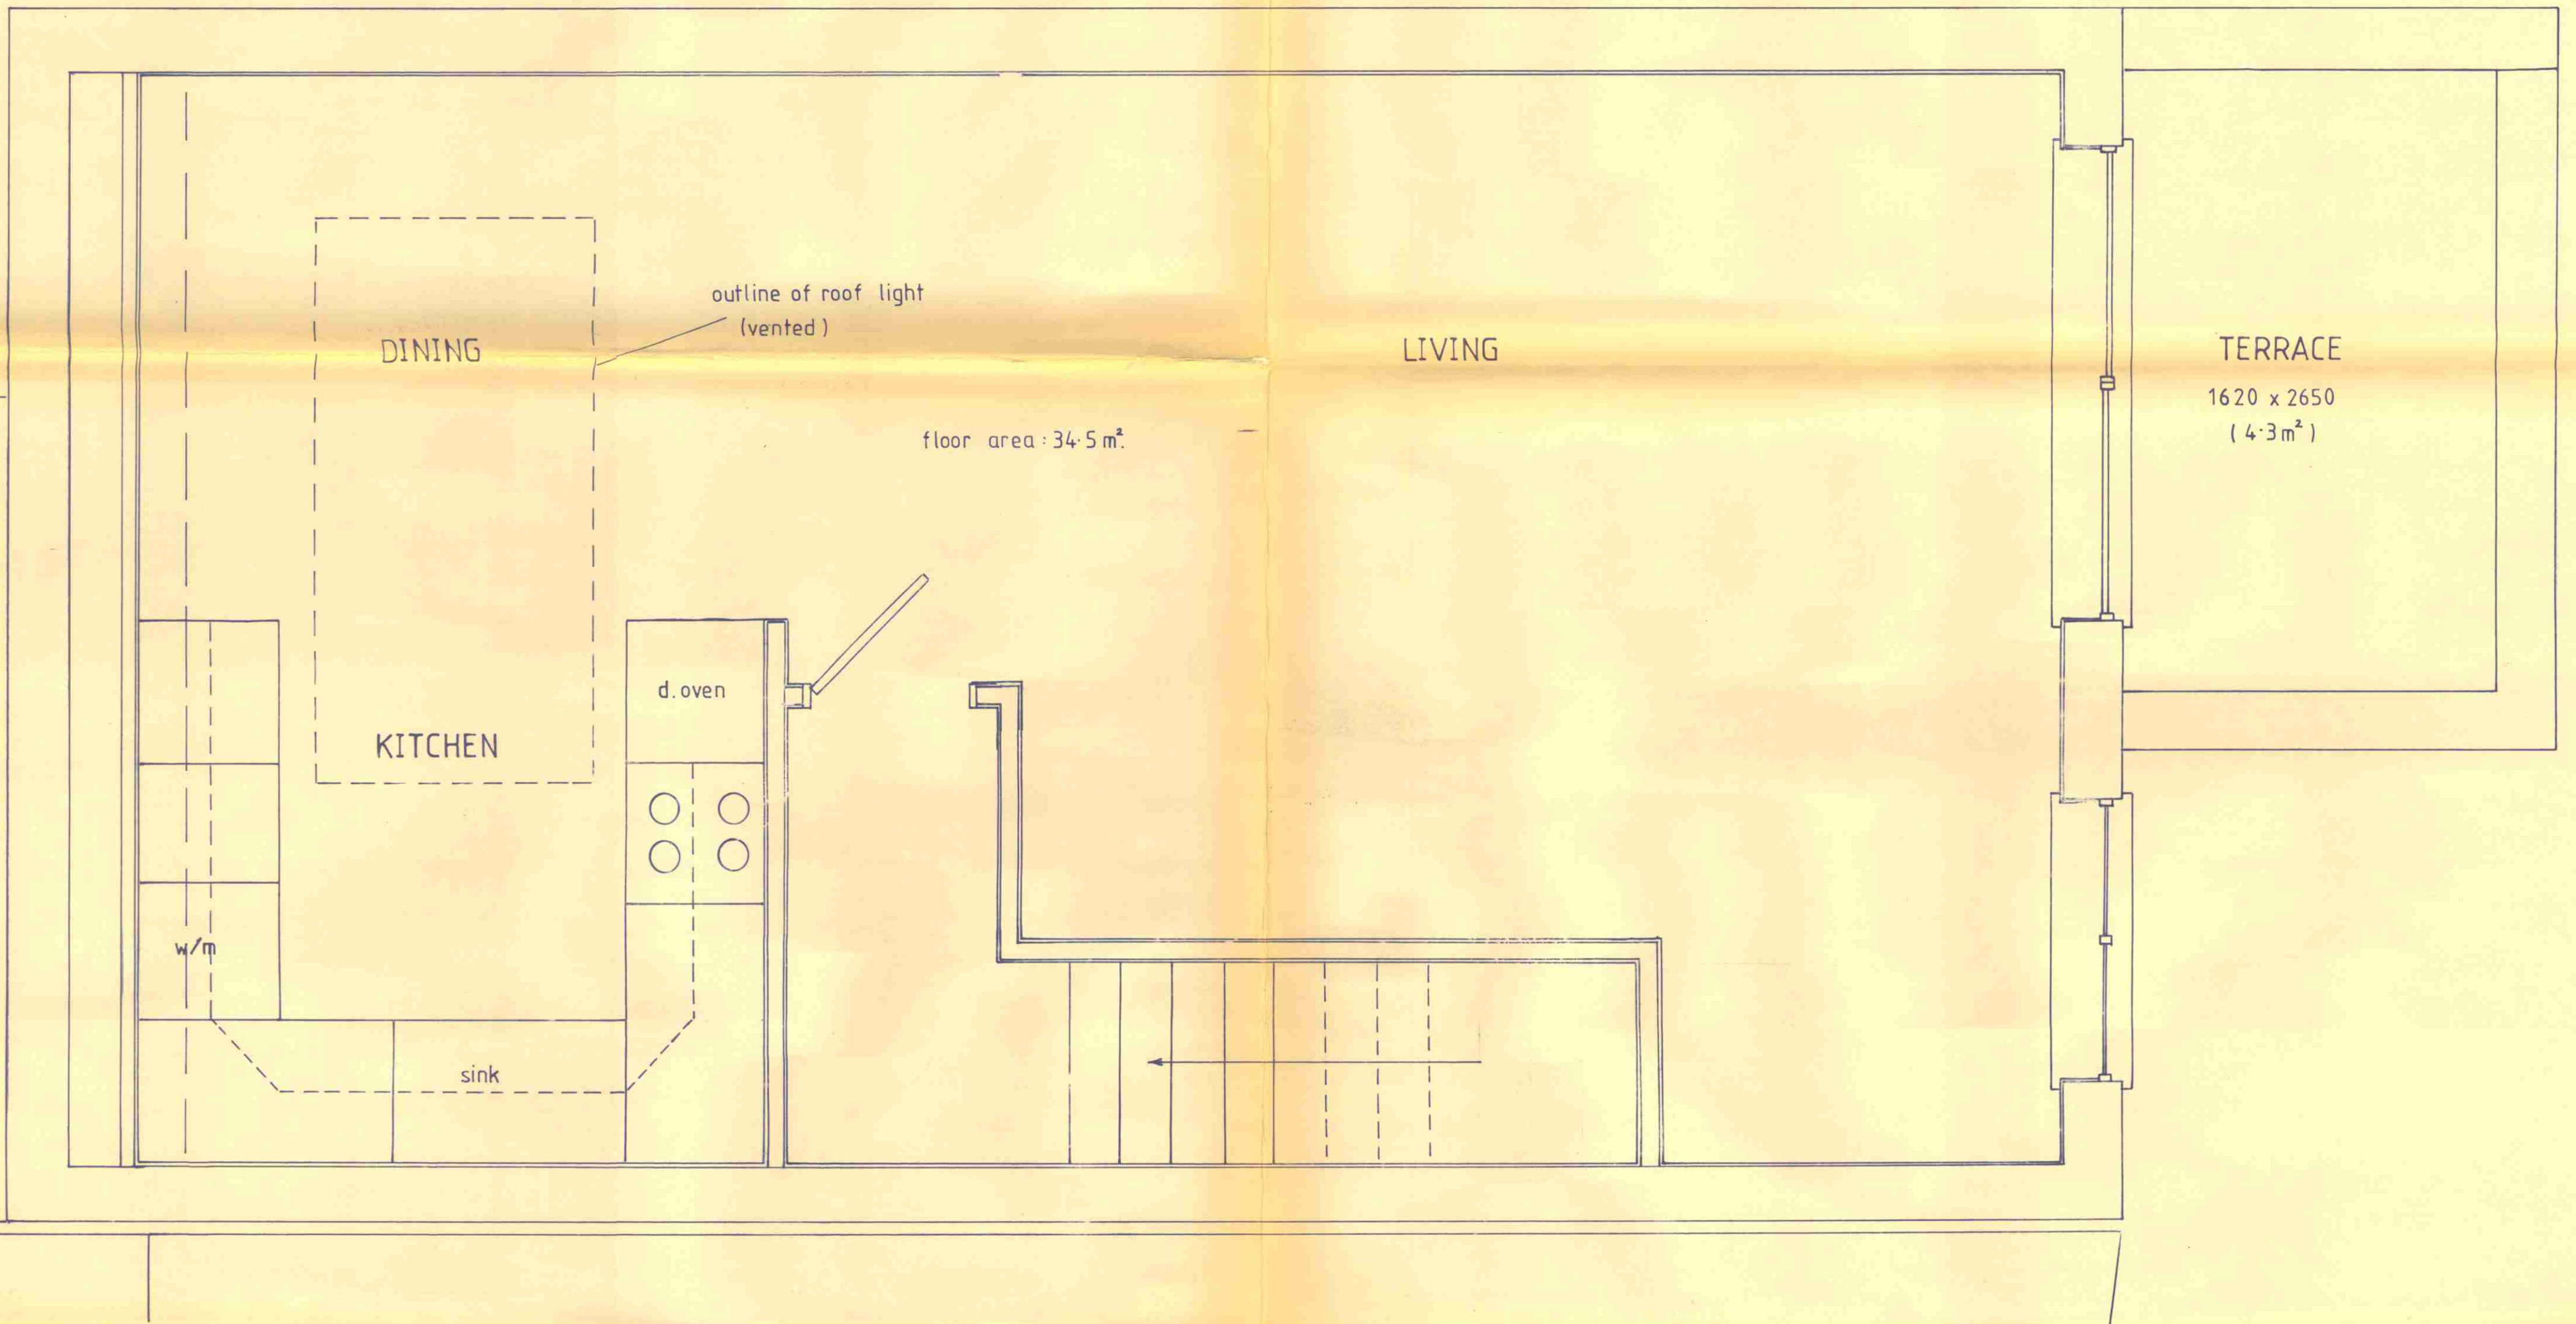 outline of roof light
(vented)
DINING
LIVING
TERRACE
1620 x 2650
(4·3m²)
floor area : 34·5 m².
d. oven
KITCHEN
w/m
sink